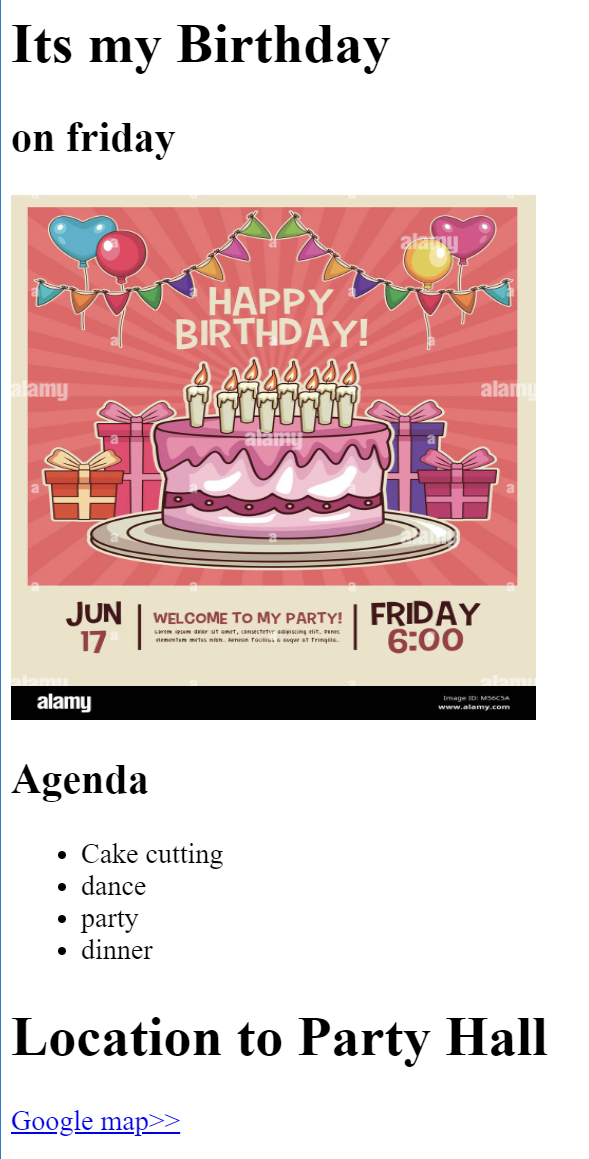 Its my Birthday
on friday
alamy
HAPPY
BIRTHDAY!
alamy
alamy
alamy
JUN
17
WELCOME TO MY PARTY!
Lorem ipsum dolor sit amet, consectetur adipiscing elit. Donec
elementum metus nibh. Aenean facilisis a augue ut fringilla.
FRIDAY
6:00
alamy
Image ID: M56C5A
www.alamy.com
Agenda
Cake cutting
dance
party
dinner
Location to Party Hall
Google map>>